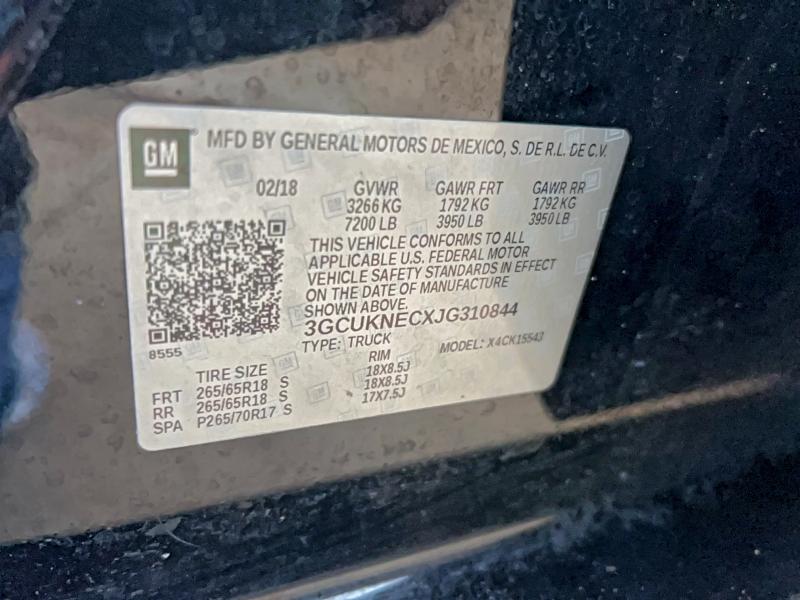 GM MFD BY GENERAL MOTORS DE MEXICO, S. DE R.L. DE C.V.
02/18 GVWR GAWR FRT GAWR RR
3266 KG 1792 KG 1792 KG
7200 LB 3950 LB 3950 LB
THIS VEHICLE CONFORMS TO ALL
APPLICABLE U.S. FEDERAL MOTOR
VEHICLE SAFETY STANDARDS IN EFFECT
ON THE DATE OF MANUFACTURE
SHOWN ABOVE.
3GCUKNECXJG310844
8555 TYPE: TRUCK MODEL: X4CK15543
TIRE SIZE RIM
FRT 265/65R18 S 18X8.5J
RR 265/65R18 S 18X8.5J
SPA P265/70R17 S 17X7.5J